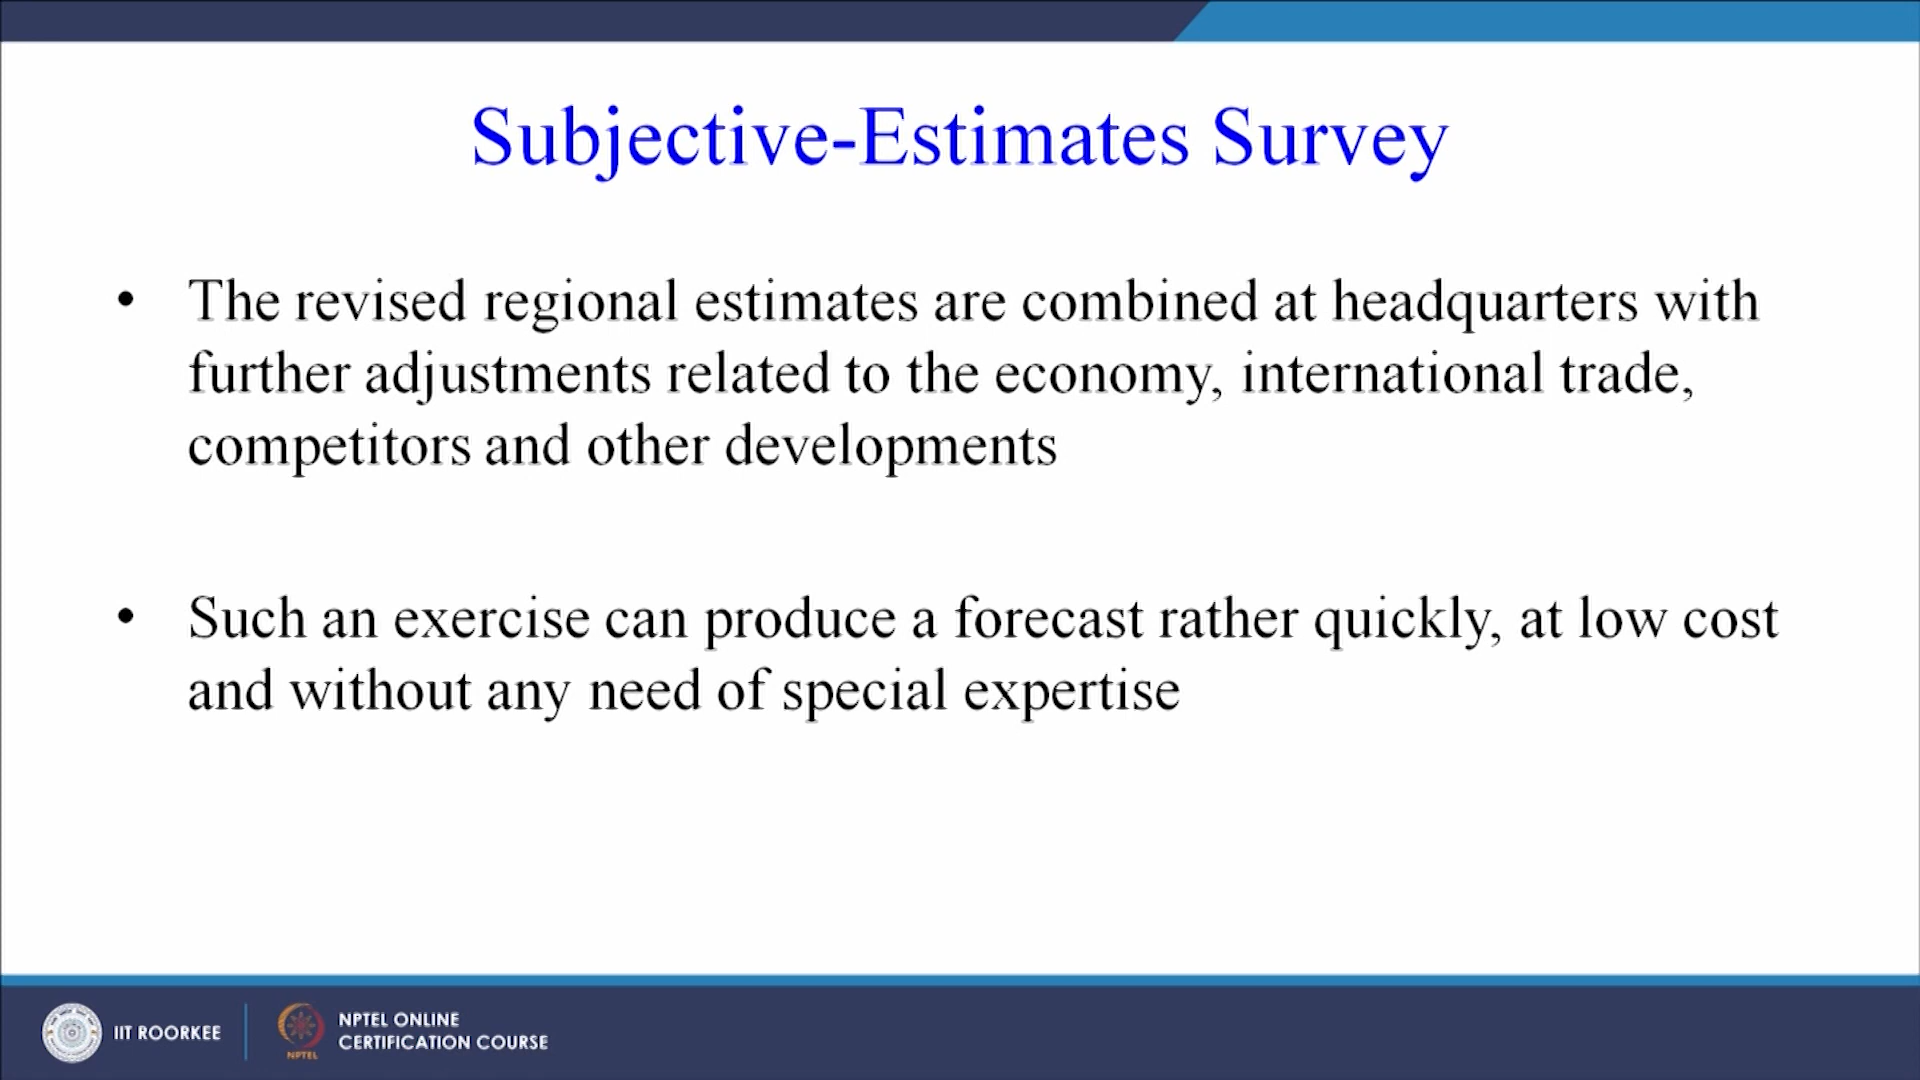 Subjective-Estimates Survey
• The revised regional estimates are combined at headquarters with
further adjustments related to the economy, international trade,
competitors and other developments
• Such an exercise can produce a forecast rather quickly, at low cost
and without any need of special expertise
IIT ROORKEE
NPTEL
NPTEL ONLINE
CERTIFICATION COURSE